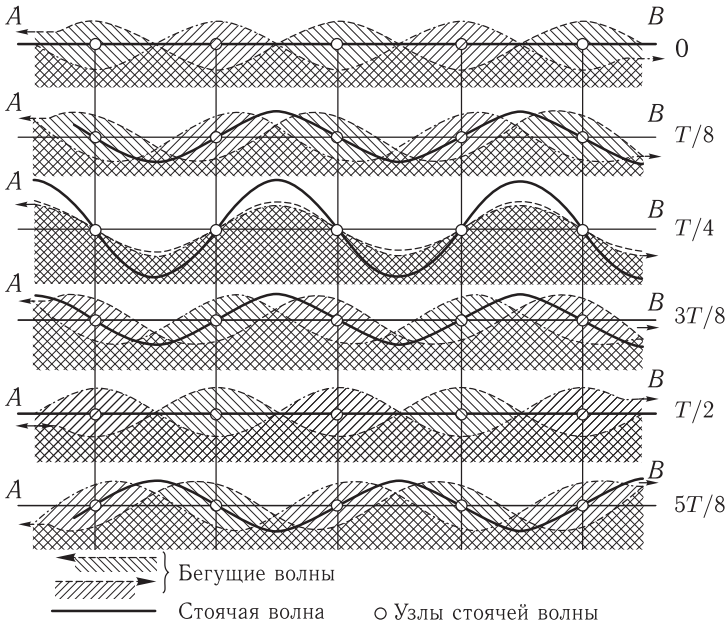 A B
0
A B
T/8
A B
T/4
A B
3T/8
A B
T/2
A B
5T/8
Бегущие волны
Стоячая волна Узлы стоячей волны